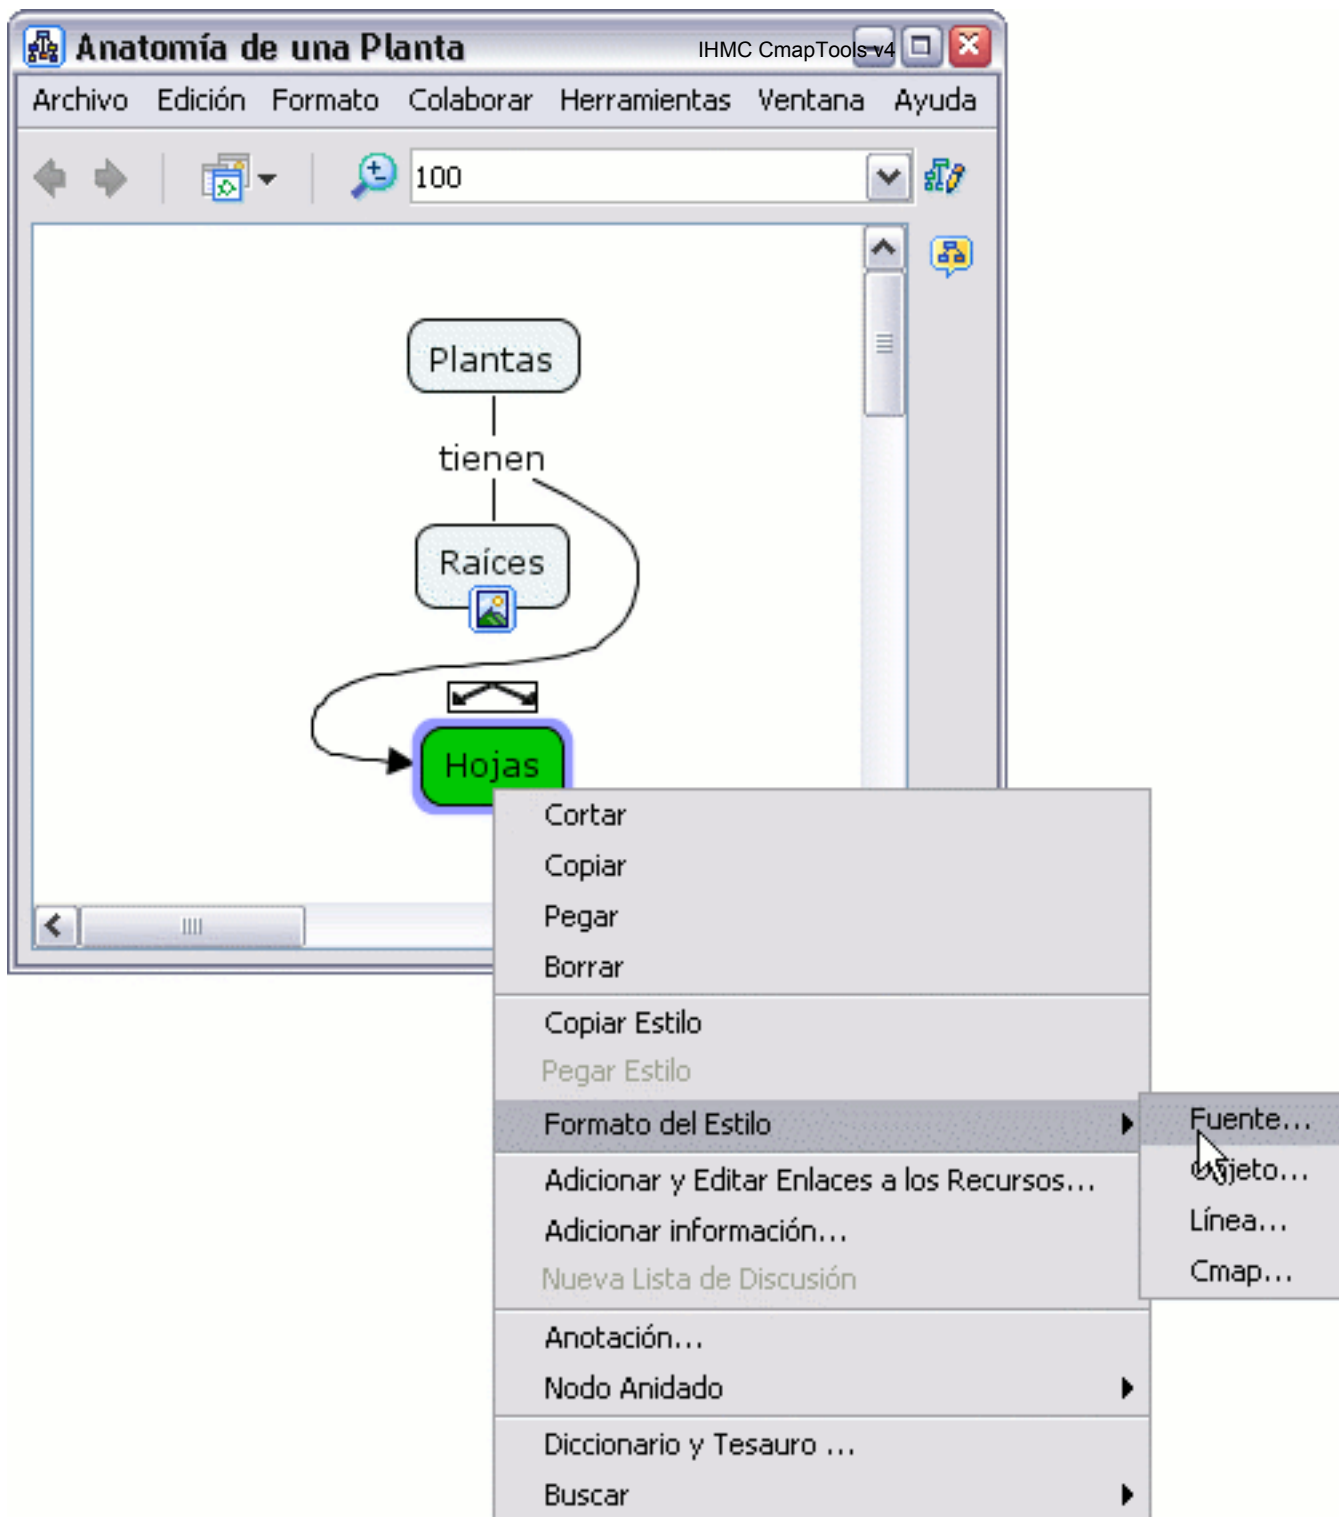 Anatomía de una Planta
IHMC CmapTools v4
Archivo Edición Formato Colaborar Herramientas Ventana Ayuda
100
Plantas
tienen
Raíces
Hojas
Cortar
Copiar
Pegar
Borrar
Copiar Estilo
Pegar Estilo
Formato del Estilo
Fuente...
Objeto...
Línea...
Cmap...
Adicionar y Editar Enlaces a los Recursos...
Adicionar información...
Nueva Lista de Discusión
Anotación...
Nodo Anidado
Diccionario y Tesauro ...
Buscar